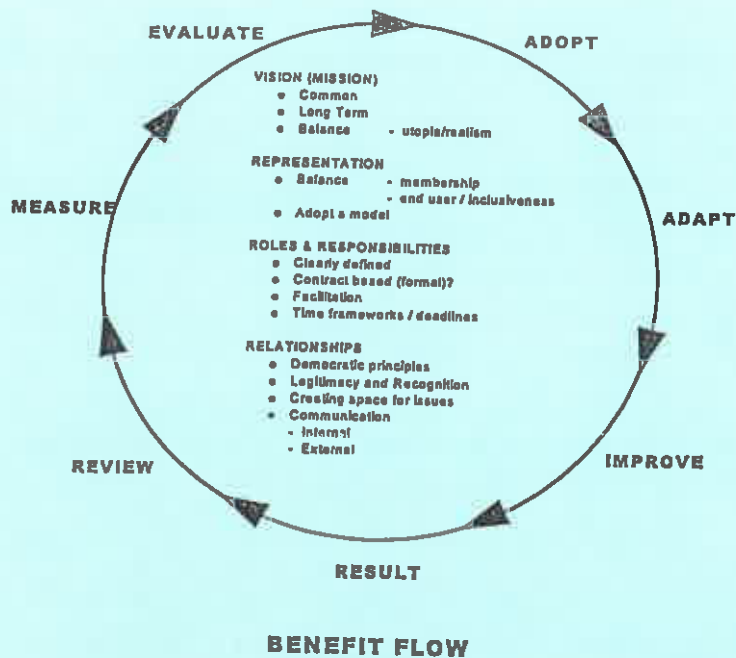 EVALUATE
ADOPT
VISION (MISSION)
● Common
● Long Term
● Balance - utopia/realism
REPRESENTATION
● Balance - membership
- end user / inclusiveness
● Adopt a model
MEASURE
ADAPT
ROLES & RESPONSIBILITIES
● Clearly defined
● Contract based (formal)?
● Facilitation
● Time frameworks / deadlines
RELATIONSHIPS
● Democratic principles
● Legitimacy and Recognition
● Creating space for issues
● Communication
- Internal
- External
REVIEW
IMPROVE
RESULT
BENEFIT FLOW